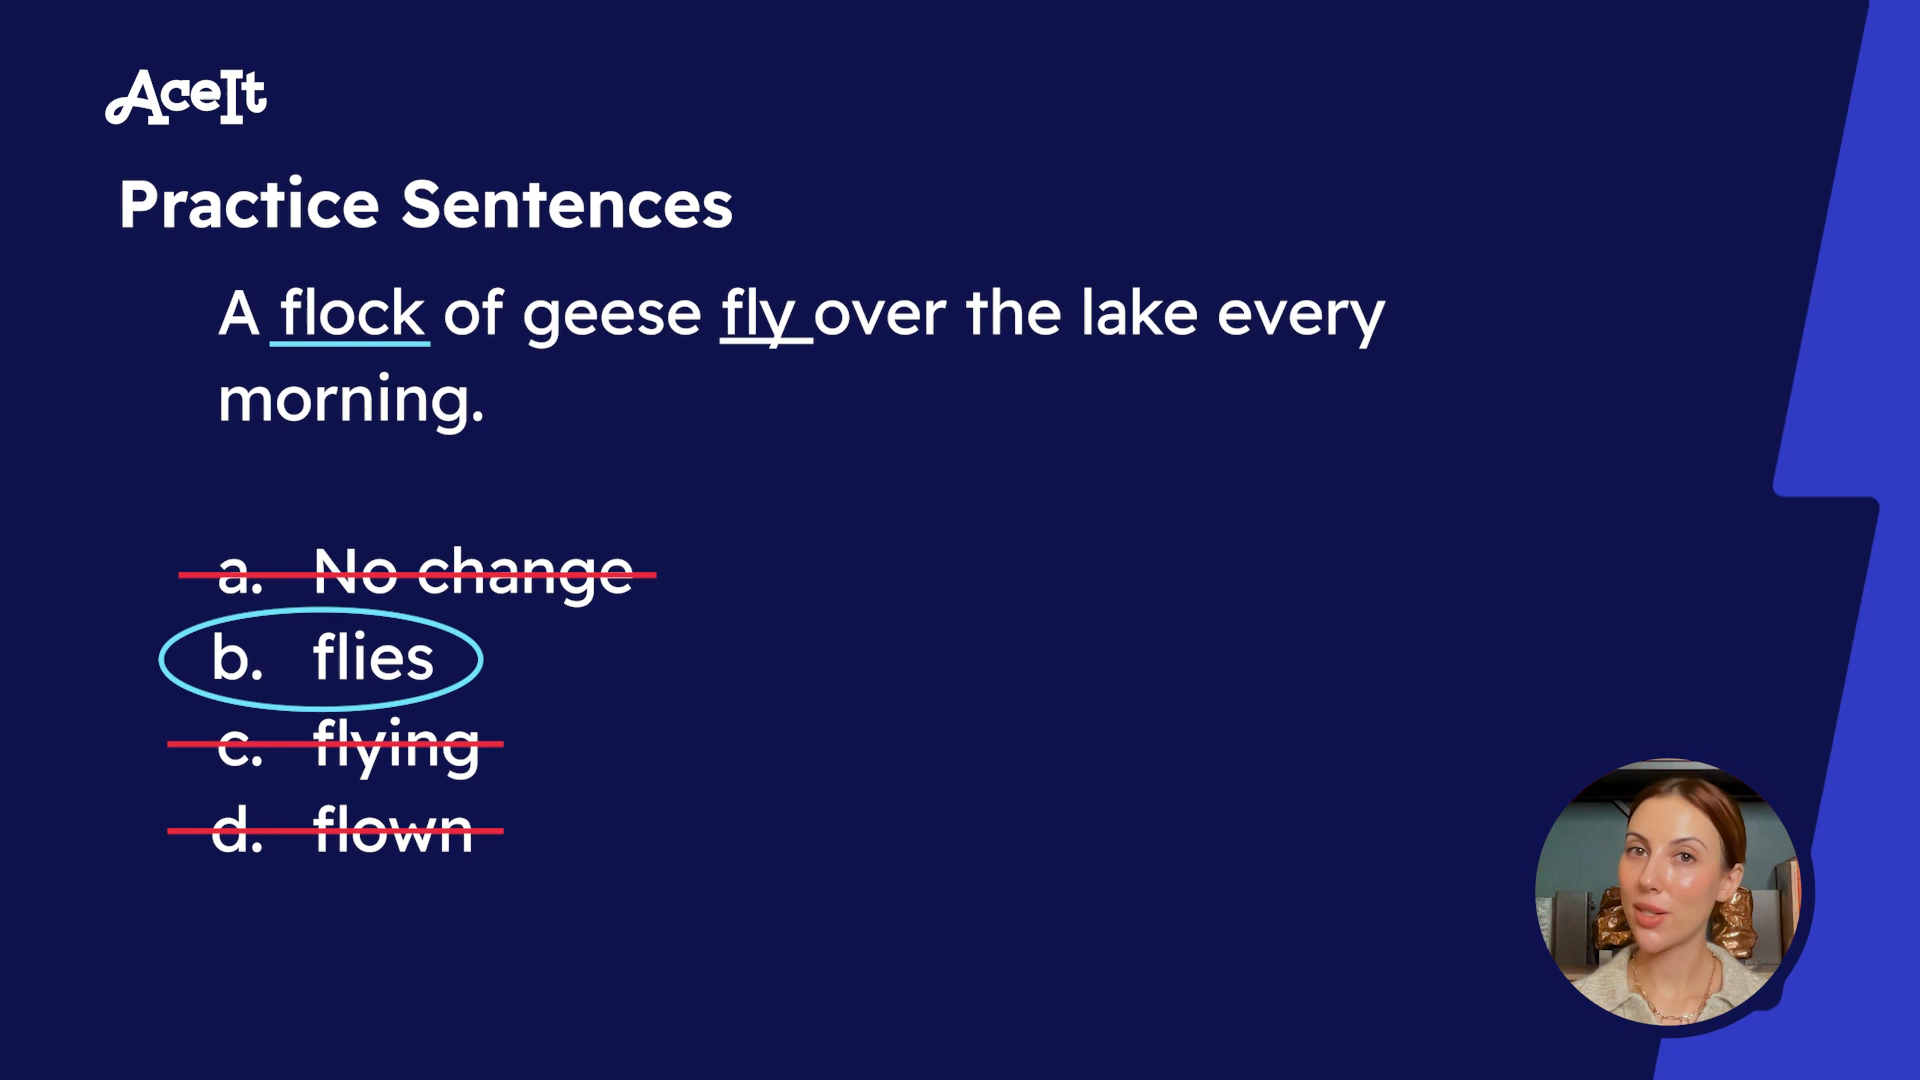 AceIt
Practice Sentences
A flock of geese fly over the lake every
morning.
a. No change
b. flies
c. flying
d. flown